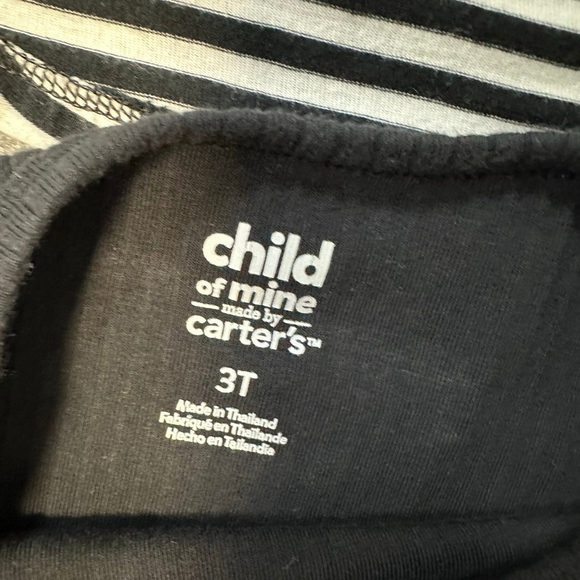 child
of mine
made by
carter's™
3T
Made in Thailand
Fabriqué en Thaïlande
Hecho en Tailandia